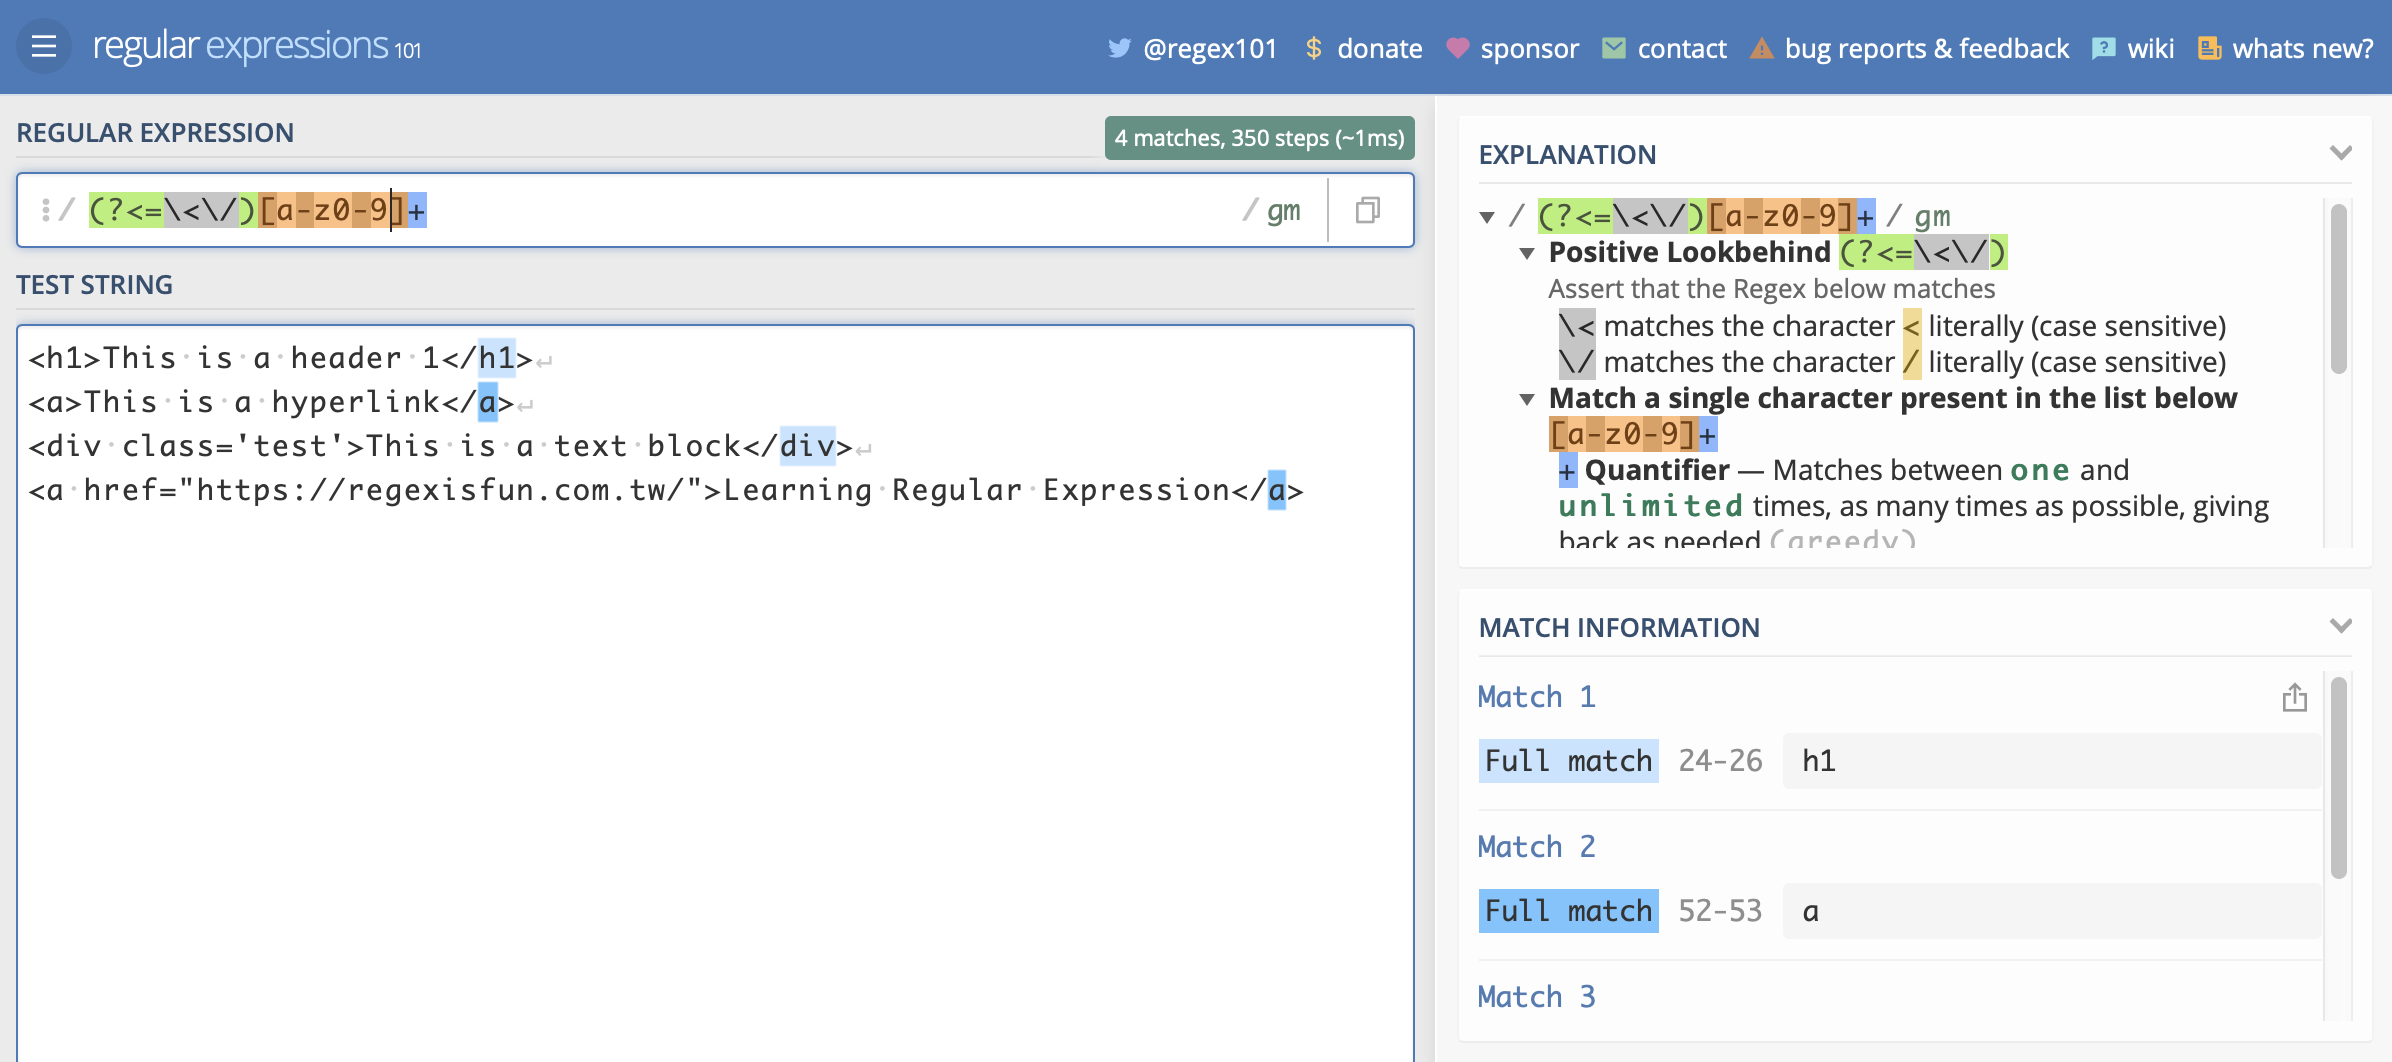 regular expressions 101
@regex101 donate sponsor contact bug reports & feedback wiki whats new?
REGULAR EXPRESSION
4 matches, 350 steps (~1ms)
/ (?<=\<\/)[a-z0-9]+ / gm
TEST STRING
<h1>This is a header 1</h1>
<a>This is a hyperlink</a>
<div class='test'>This is a text block</div>
<a href="https://regexisfun.com.tw/">Learning Regular Expression</a>
EXPLANATION
/ (?<=\<\/)[a-z0-9]+ / gm
Positive Lookbehind (?<=\<\/)
Assert that the Regex below matches
\< matches the character < literally (case sensitive)
\/ matches the character / literally (case sensitive)
Match a single character present in the list below
[a-z0-9]+
+ Quantifier — Matches between one and
unlimited times, as many times as possible, giving
back as needed (greedy)
MATCH INFORMATION
Match 1
Full match 24-26 h1
Match 2
Full match 52-53 a
Match 3